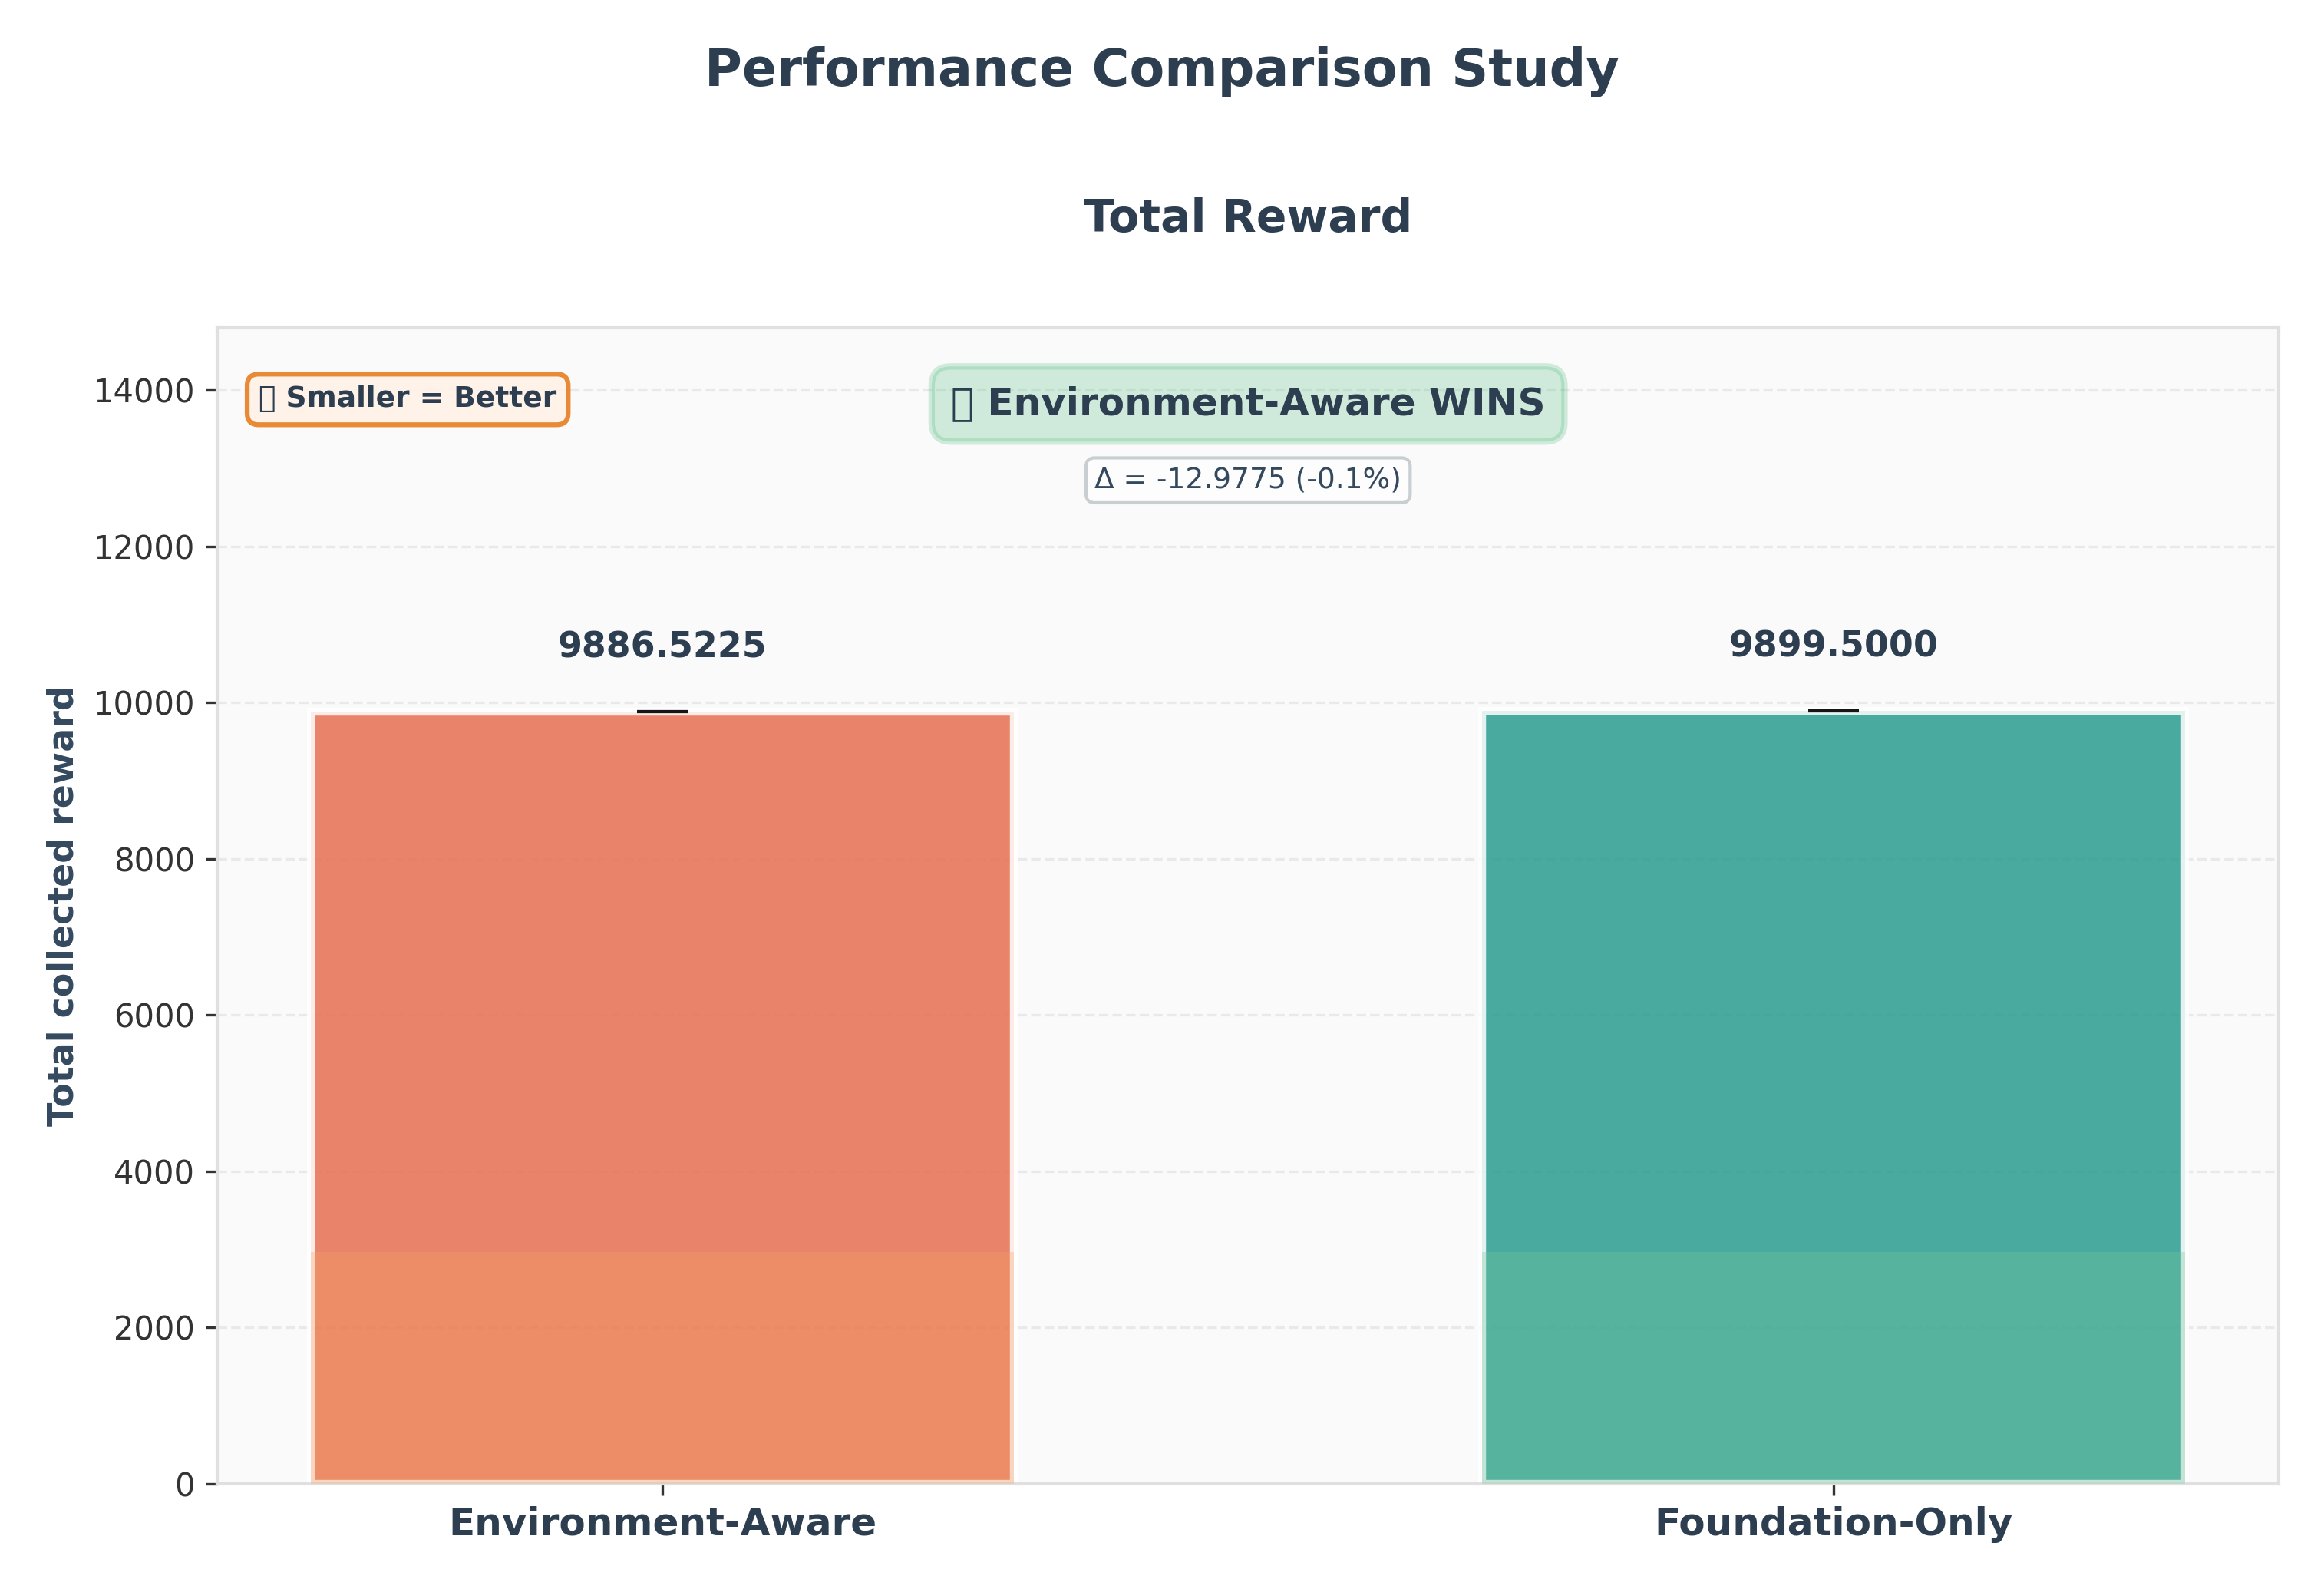 Performance Comparison Study
Total Reward
Smaller = Better
Environment-Aware WINS
Δ = -12.9775 (-0.1%)
14000
12000
10000
8000
6000
4000
2000
0
Total collected reward
9886.5225
9899.5000
Environment-Aware
Foundation-Only